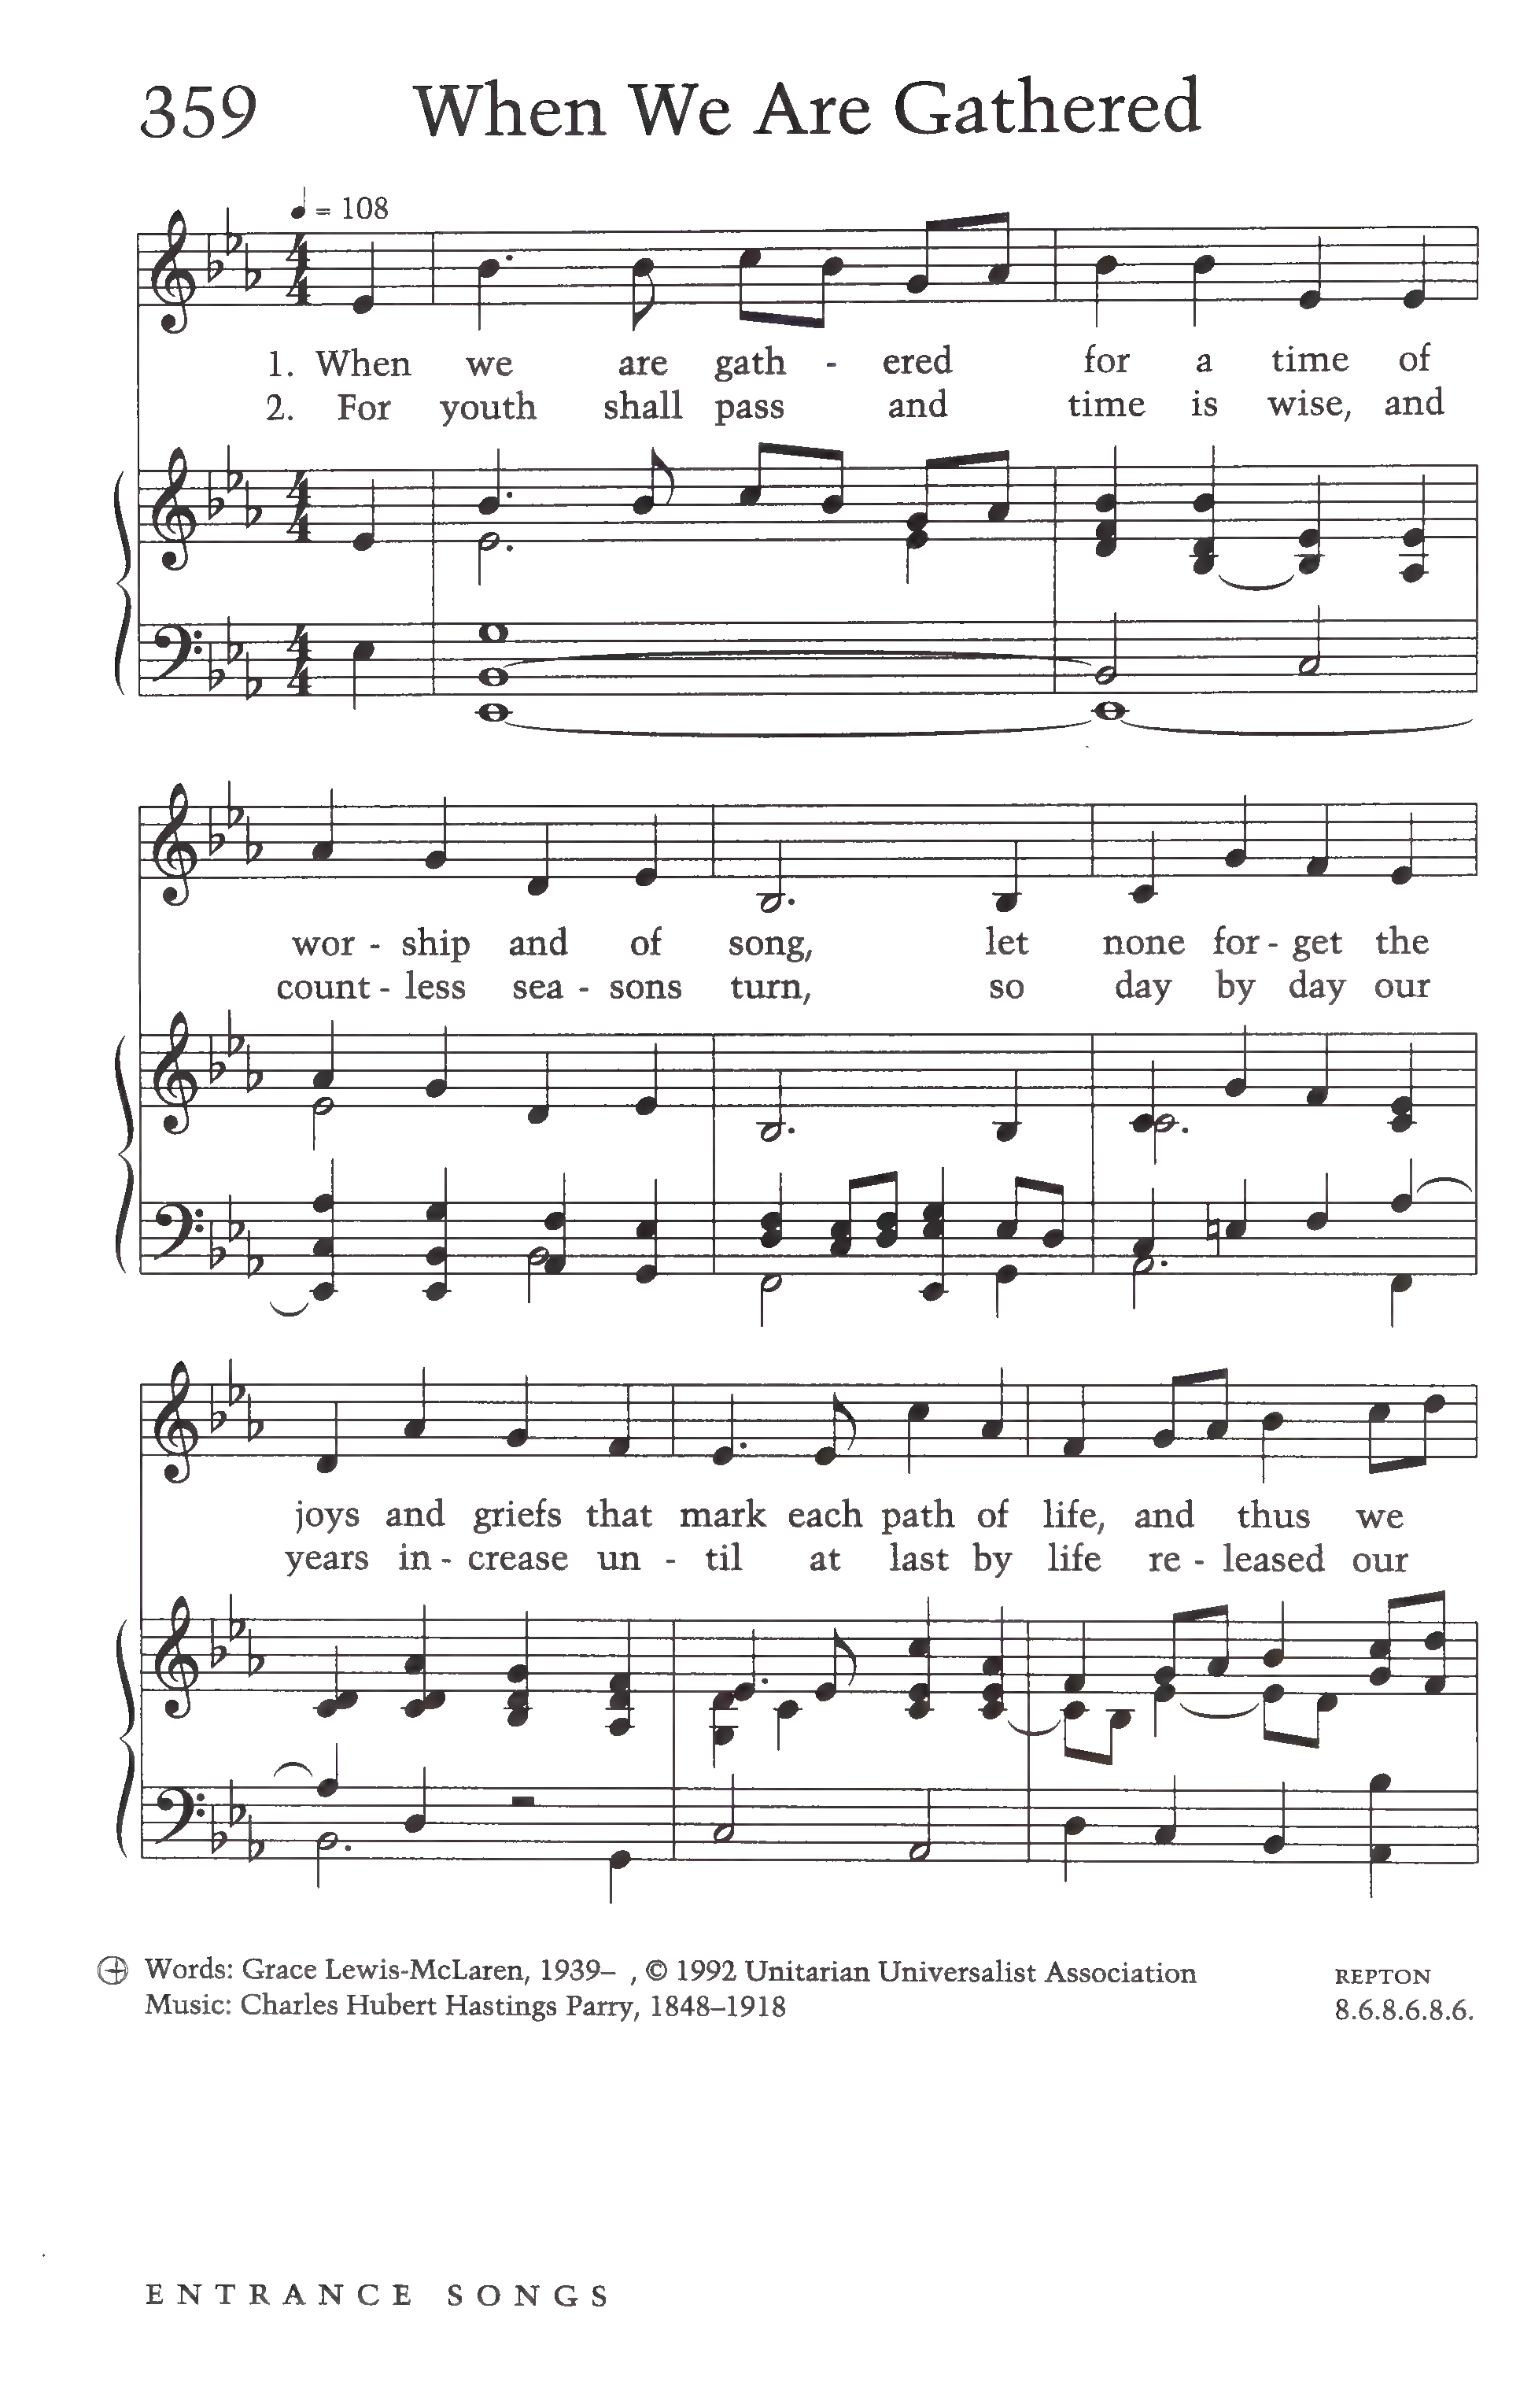 359 When We Are Gathered
♩ = 108
1. When we are gath - ered for a time of
2. For youth shall pass and time is wise, and
wor - ship and of song, let none for - get the
count - less sea - sons turn, so day by day our
joys and griefs that mark each path of life, and thus we
years in - crease un - til at last by life re - leased our
Words: Grace Lewis-McLaren, 1939– , © 1992 Unitarian Universalist Association REPTON
Music: Charles Hubert Hastings Parry, 1848–1918 8.6.8.6.8.6.
ENTRANCE SONGS